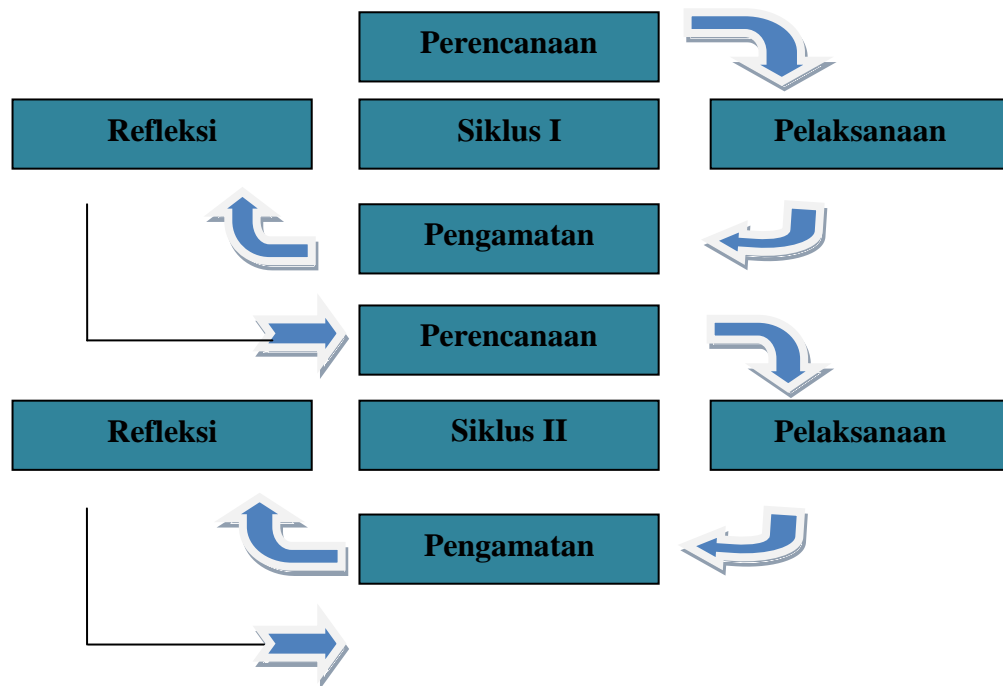 Perencanaan
Refleksi
Siklus I
Pelaksanaan
Pengamatan
Perencanaan
Refleksi
Siklus II
Pelaksanaan
Pengamatan